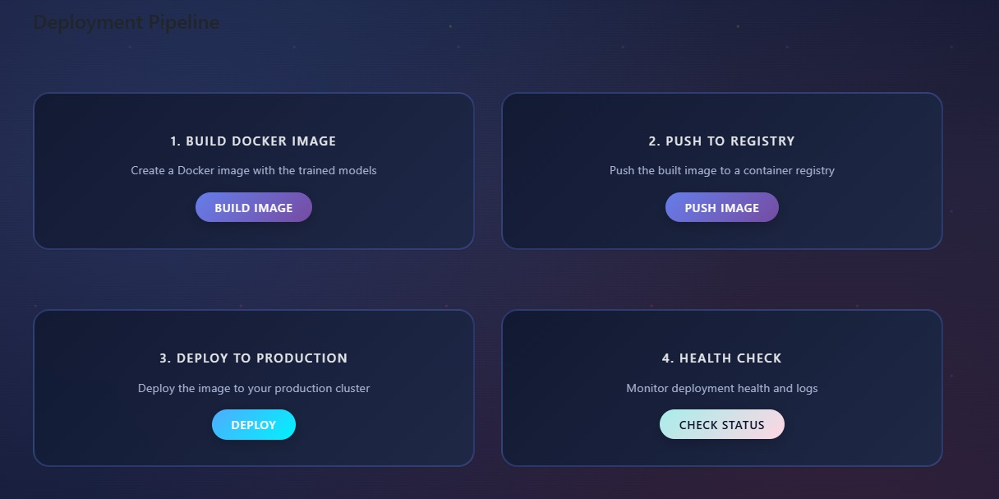 Deployment Pipeline
1. BUILD DOCKER IMAGE
Create a Docker image with the trained models
BUILD IMAGE
2. PUSH TO REGISTRY
Push the built image to a container registry
PUSH IMAGE
3. DEPLOY TO PRODUCTION
Deploy the image to your production cluster
DEPLOY
4. HEALTH CHECK
Monitor deployment health and logs
CHECK STATUS